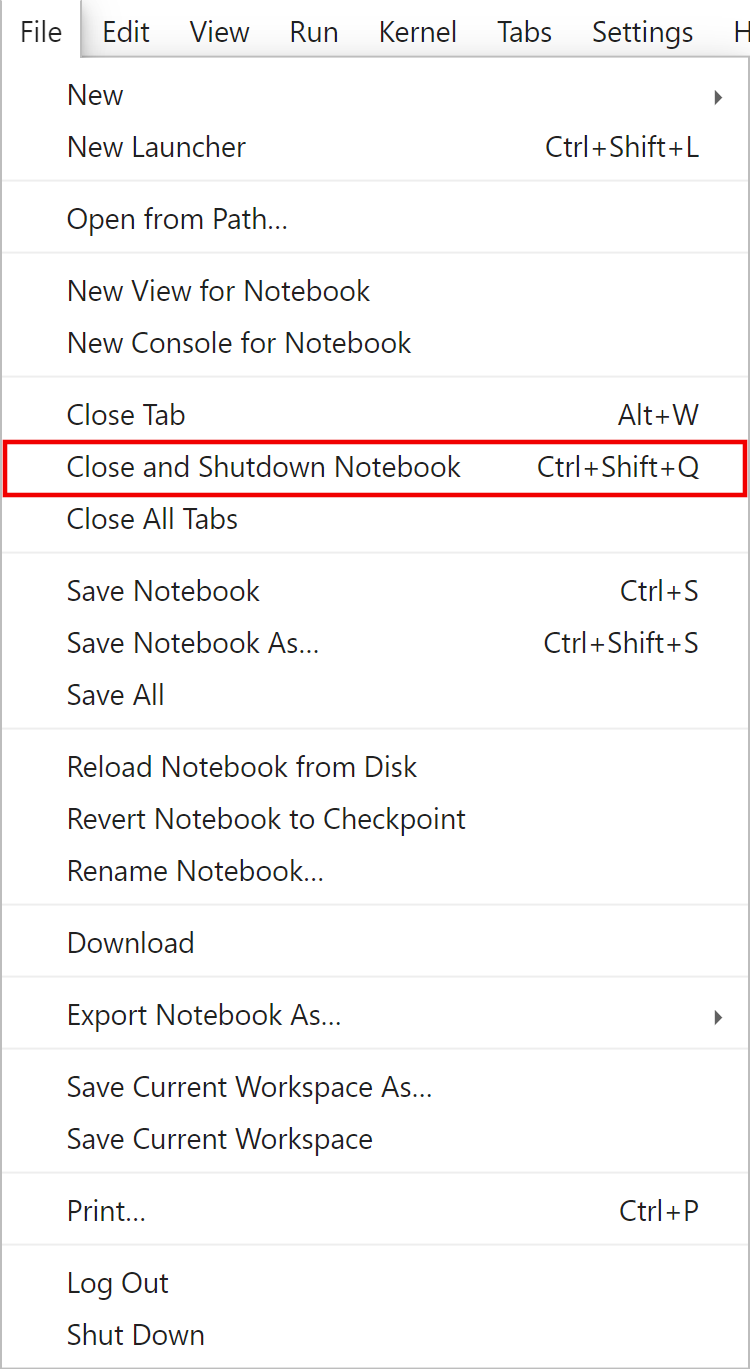 File Edit View Run Kernel Tabs Settings H
New
New Launcher Ctrl+Shift+L
Open from Path...
New View for Notebook
New Console for Notebook
Close Tab Alt+W
Close and Shutdown Notebook Ctrl+Shift+Q
Close All Tabs
Save Notebook Ctrl+S
Save Notebook As... Ctrl+Shift+S
Save All
Reload Notebook from Disk
Revert Notebook to Checkpoint
Rename Notebook...
Download
Export Notebook As...
Save Current Workspace As...
Save Current Workspace
Print... Ctrl+P
Log Out
Shut Down